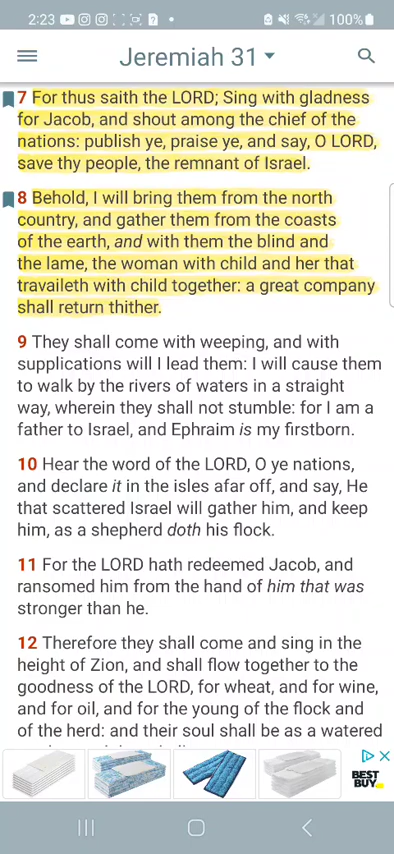 2:23 100%
Jeremiah 31
7 For thus saith the LORD; Sing with gladness
for Jacob, and shout among the chief of the
nations: publish ye, praise ye, and say, O LORD,
save thy people, the remnant of Israel.
8 Behold, I will bring them from the north
country, and gather them from the coasts
of the earth, and with them the blind and
the lame, the woman with child and her that
travaileth with child together: a great company
shall return thither.
9 They shall come with weeping, and with
supplications will I lead them: I will cause them
to walk by the rivers of waters in a straight
way, wherein they shall not stumble: for I am a
father to Israel, and Ephraim is my firstborn.
10 Hear the word of the LORD, O ye nations,
and declare it in the isles afar off, and say, He
that scattered Israel will gather him, and keep
him, as a shepherd doth his flock.
11 For the LORD hath redeemed Jacob, and
ransomed him from the hand of him that was
stronger than he.
12 Therefore they shall come and sing in the
height of Zion, and shall flow together to the
goodness of the LORD, for wheat, and for wine,
and for oil, and for the young of the flock and
of the herd: and their soul shall be as a watered
BEST
BUY